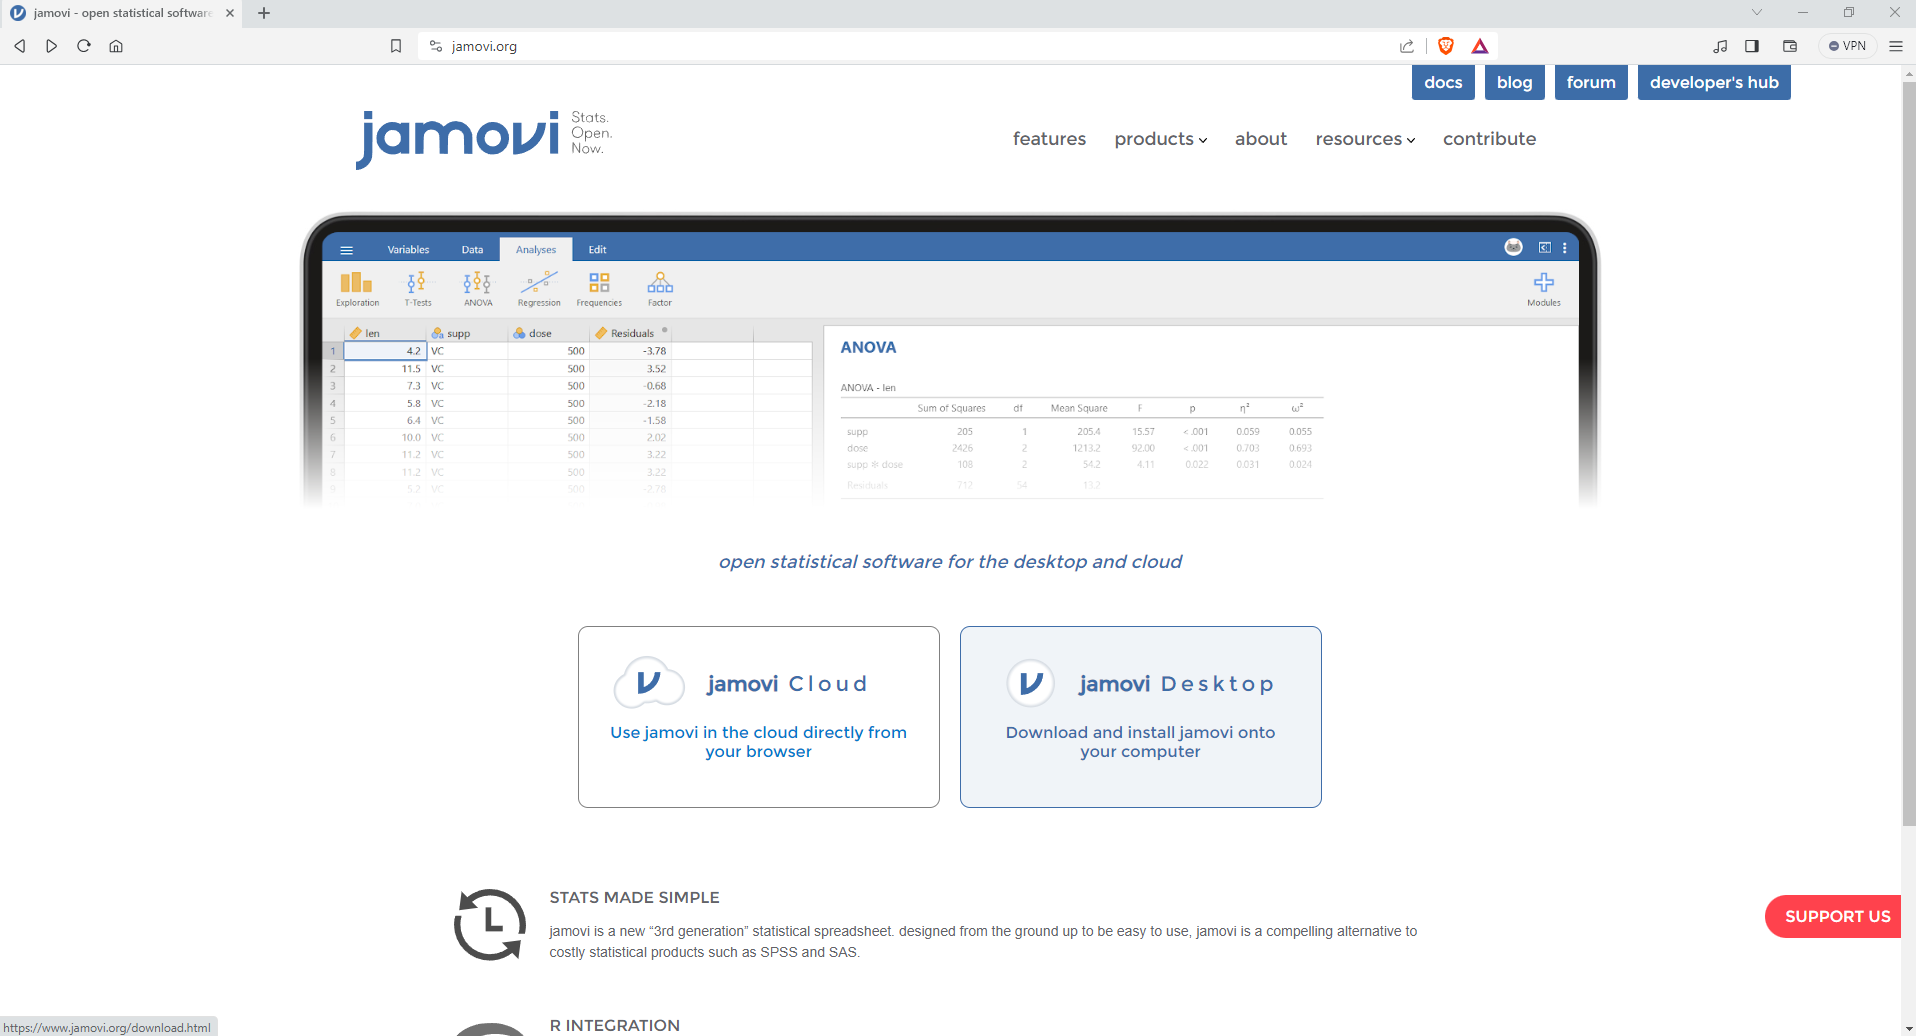 jamovi - open statistical software
jamovi.org
VPN
docs
blog
forum
developer's hub
jamovi
Stats.
Open.
Now.
features
products
about
resources
contribute
Variables
Data
Analyses
Edit
Exploration
T-Tests
ANOVA
Regression
Frequencies
Factor
Modules
len supp dose Residuals
1 4.2 VC 500 -3.78
2 11.5 VC 500 3.52
3 7.3 VC 500 -0.68
4 5.8 VC 500 -2.18
5 6.4 VC 500 -1.58
6 10.0 VC 500 2.02
7 11.2 VC 500 3.22
8 11.2 VC 500 3.22
9 5.2 VC 500 -2.78
ANOVA
ANOVA - len
Sum of Squares df Mean Square F p η² ω²
supp 205 1 205.4 15.57 < .001 0.059 0.055
dose 2426 2 1213.2 92.00 < .001 0.703 0.693
supp ✻ dose 108 2 54.2 4.11 0.022 0.031 0.024
Residuals 712 54 13.2
open statistical software for the desktop and cloud
jamovi Cloud
Use jamovi in the cloud directly from
your browser
jamovi Desktop
Download and install jamovi onto
your computer
STATS MADE SIMPLE
jamovi is a new “3rd generation” statistical spreadsheet. designed from the ground up to be easy to use, jamovi is a compelling alternative to
costly statistical products such as SPSS and SAS.
SUPPORT US
R INTEGRATION
https://www.jamovi.org/download.html